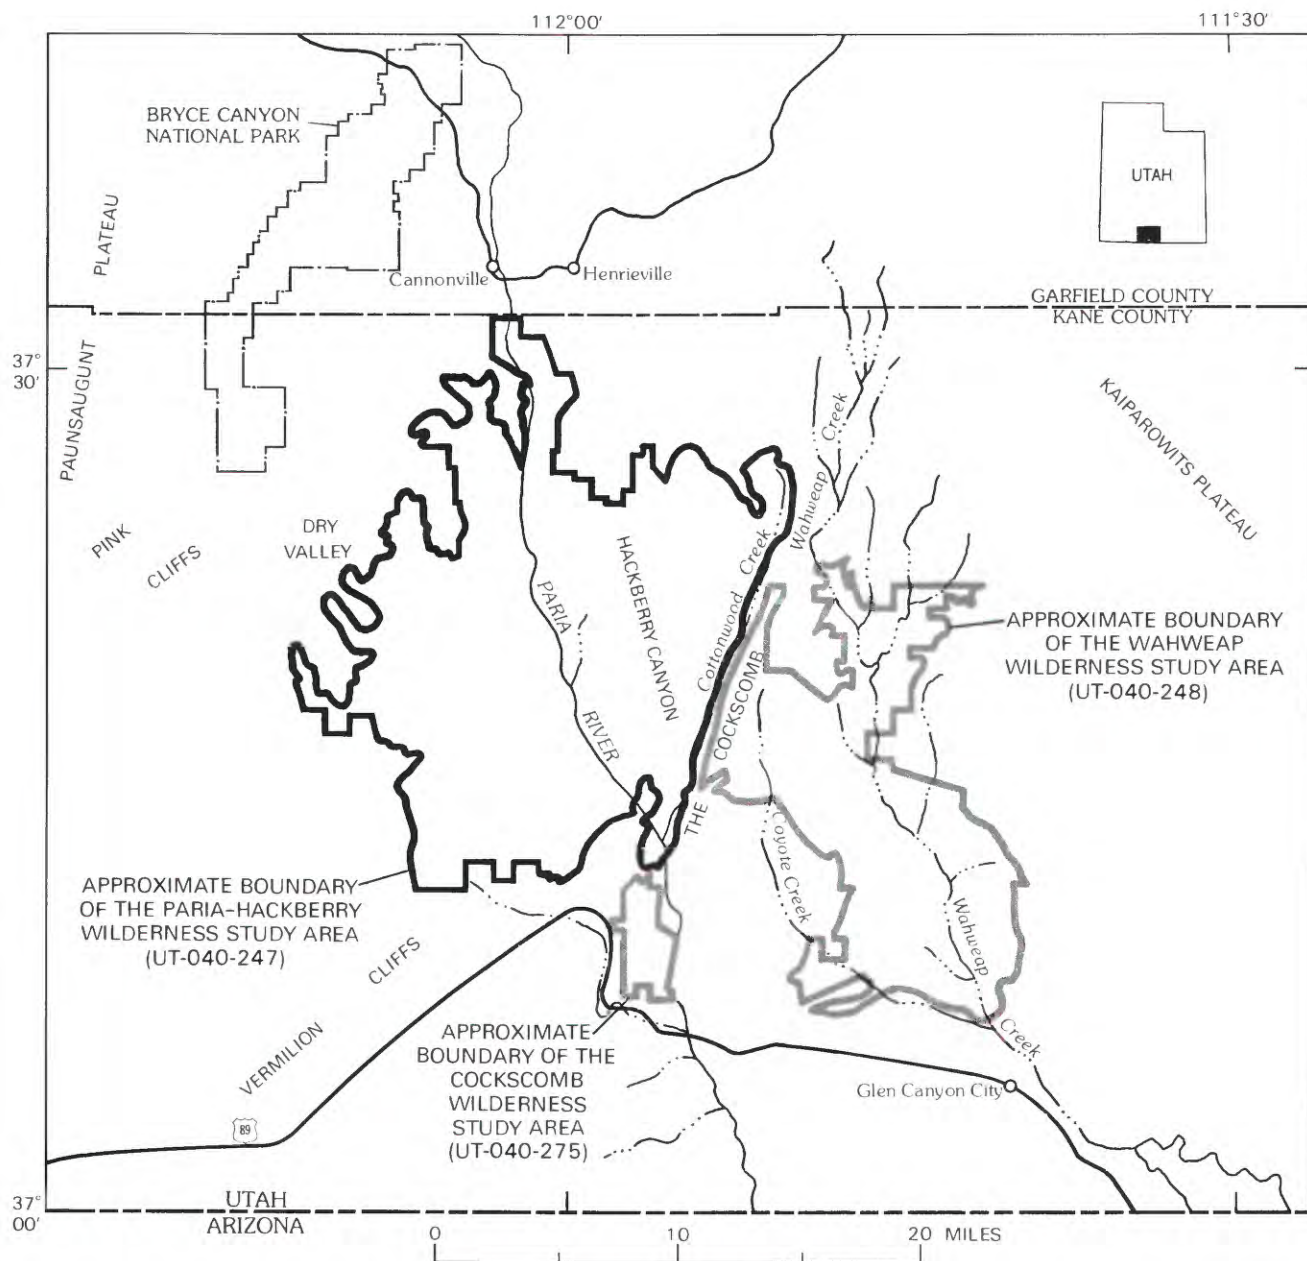 112°00'
111°30'
BRYCE CANYON
NATIONAL PARK
UTAH
PLATEAU
Cannonville
Henrieville
GARFIELD COUNTY
KANE COUNTY
37°
30'
PAUNSAUGUNT
KAIPAROWITS PLATEAU
Wahweap Creek
PINK
CLIFFS
DRY
VALLEY
HACKBERRY CANYON
Cottonwood Creek
PARIA
RIVER
THE COCKSCOMB
APPROXIMATE BOUNDARY
OF THE WAHWEAP
WILDERNESS STUDY AREA
(UT-040-248)
Coyote Creek
APPROXIMATE BOUNDARY
OF THE PARIA-HACKBERRY
WILDERNESS STUDY AREA
(UT-040-247)
Wahweap
Creek
VERMILION
CLIFFS
APPROXIMATE
BOUNDARY OF THE
COCKSCOMB
WILDERNESS
STUDY AREA
(UT-040-275)
Glen Canyon City
89
37°
00'
UTAH
ARIZONA
0 10 20 MILES